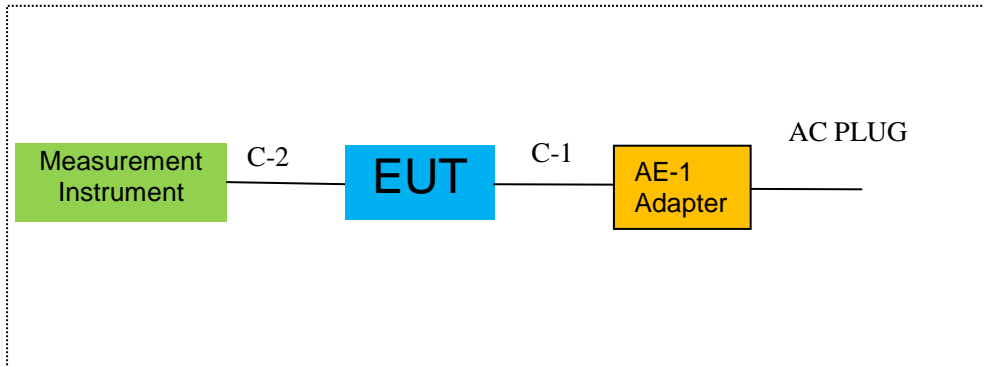 Measurement
Instrument
C-2
EUT
C-1
AE-1
Adapter
AC PLUG